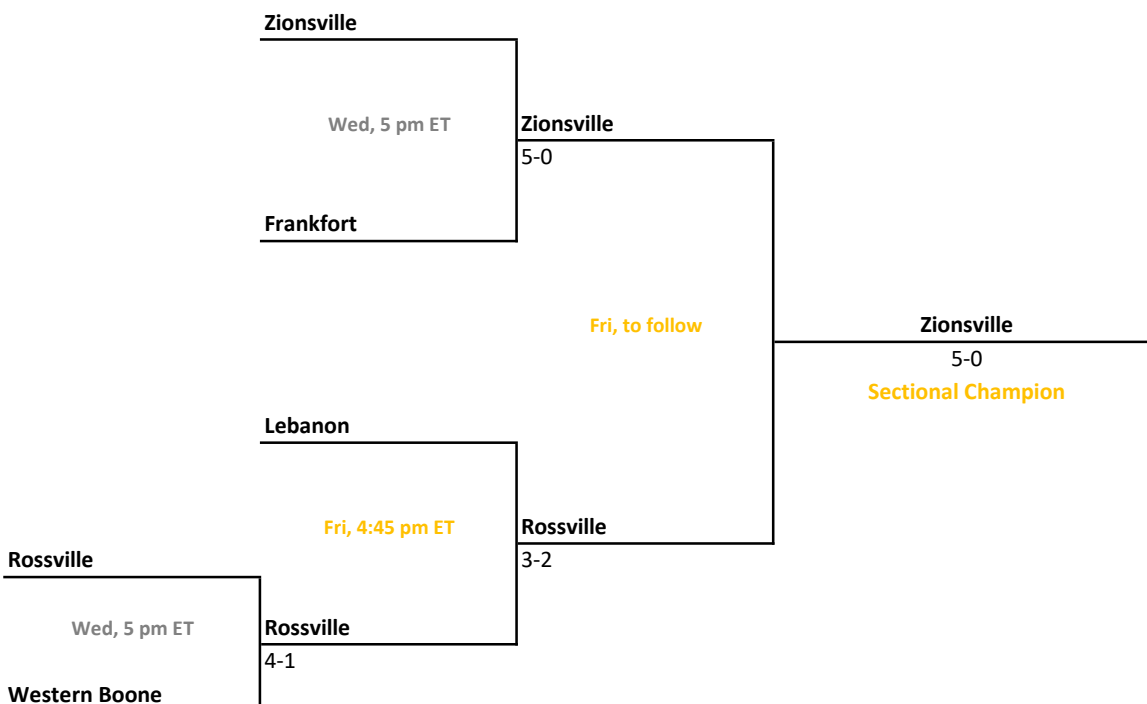 Zionsville
Wed, 5 pm ET
Zionsville
5-0
Frankfort
Fri, to follow
Zionsville
5-0
Sectional Champion
Lebanon
Fri, 4:45 pm ET
Rossville
3-2
Rossville
Wed, 5 pm ET
Rossville
4-1
Western Boone